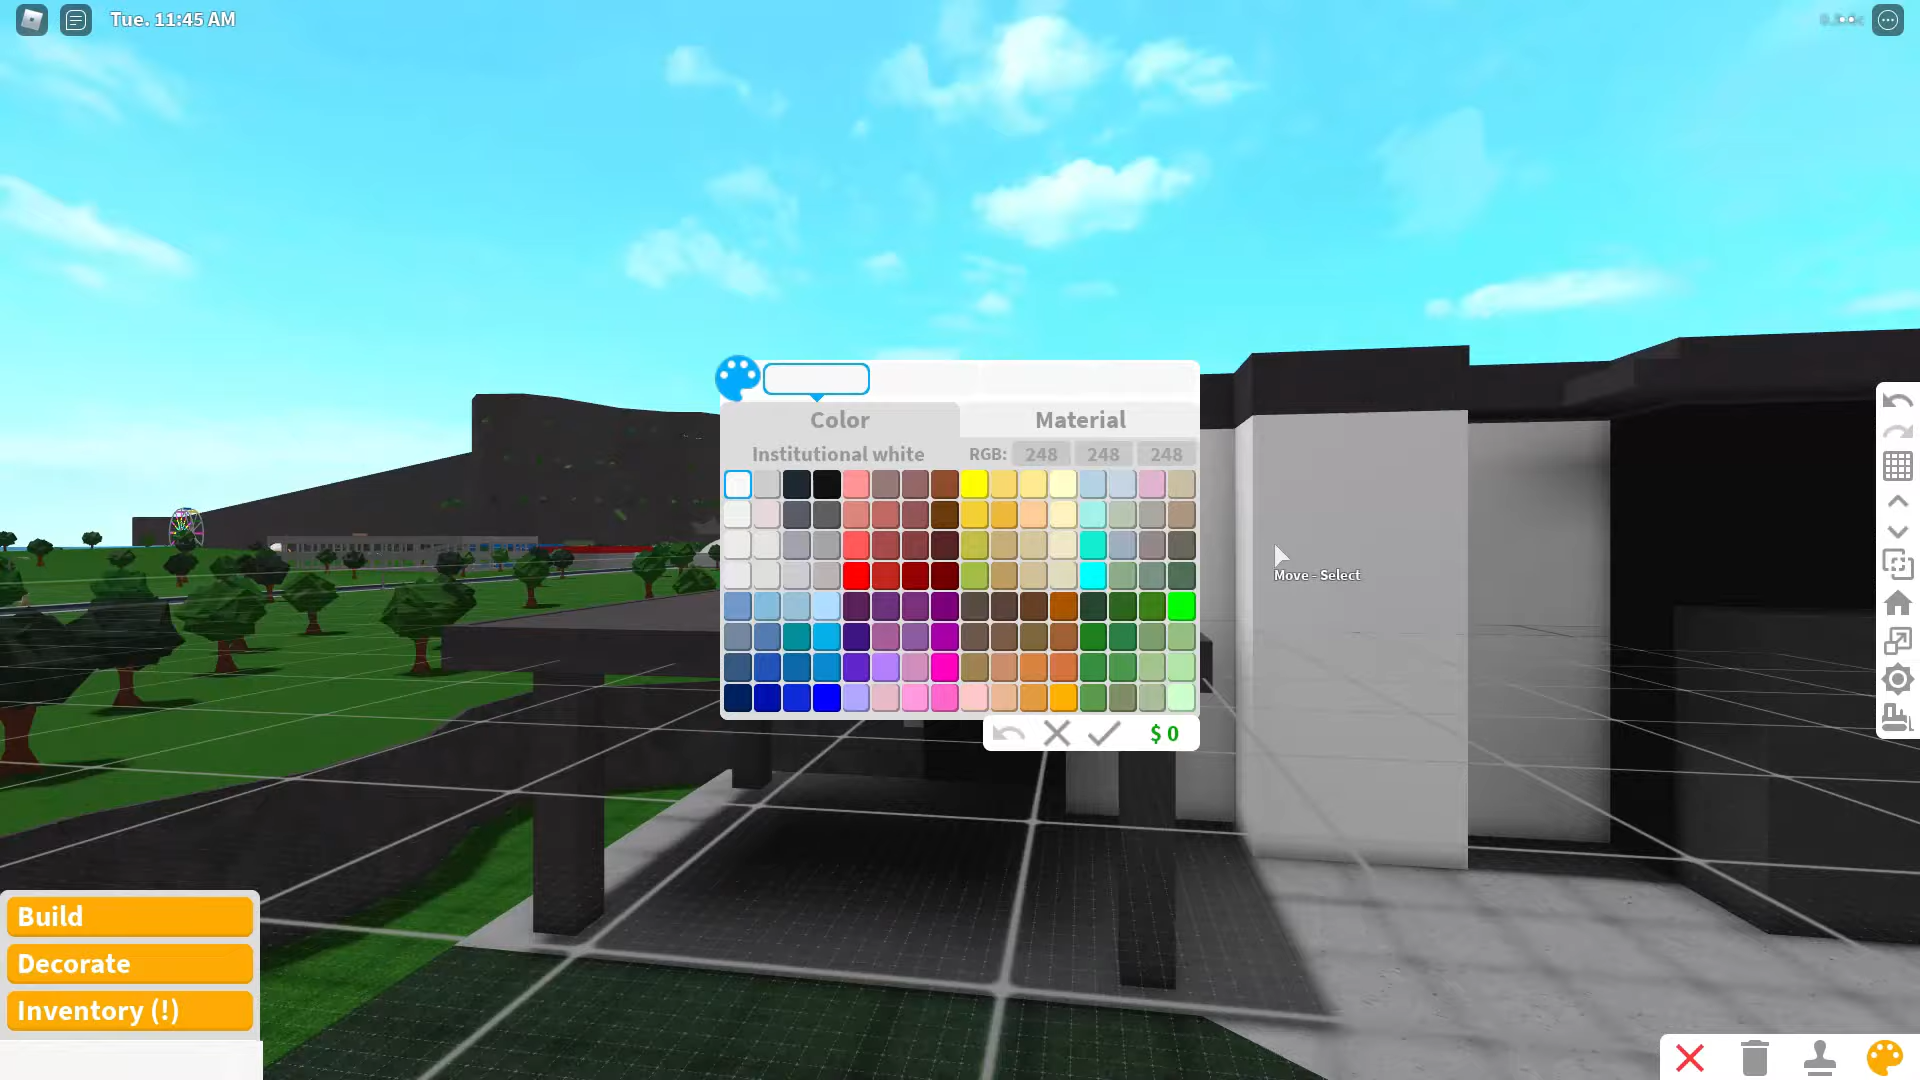 Tue. 11:45 AM
Color
Material
Institutional white
RGB: 248 248 248
Move - Select
$ 0
Build
Decorate
Inventory (!)